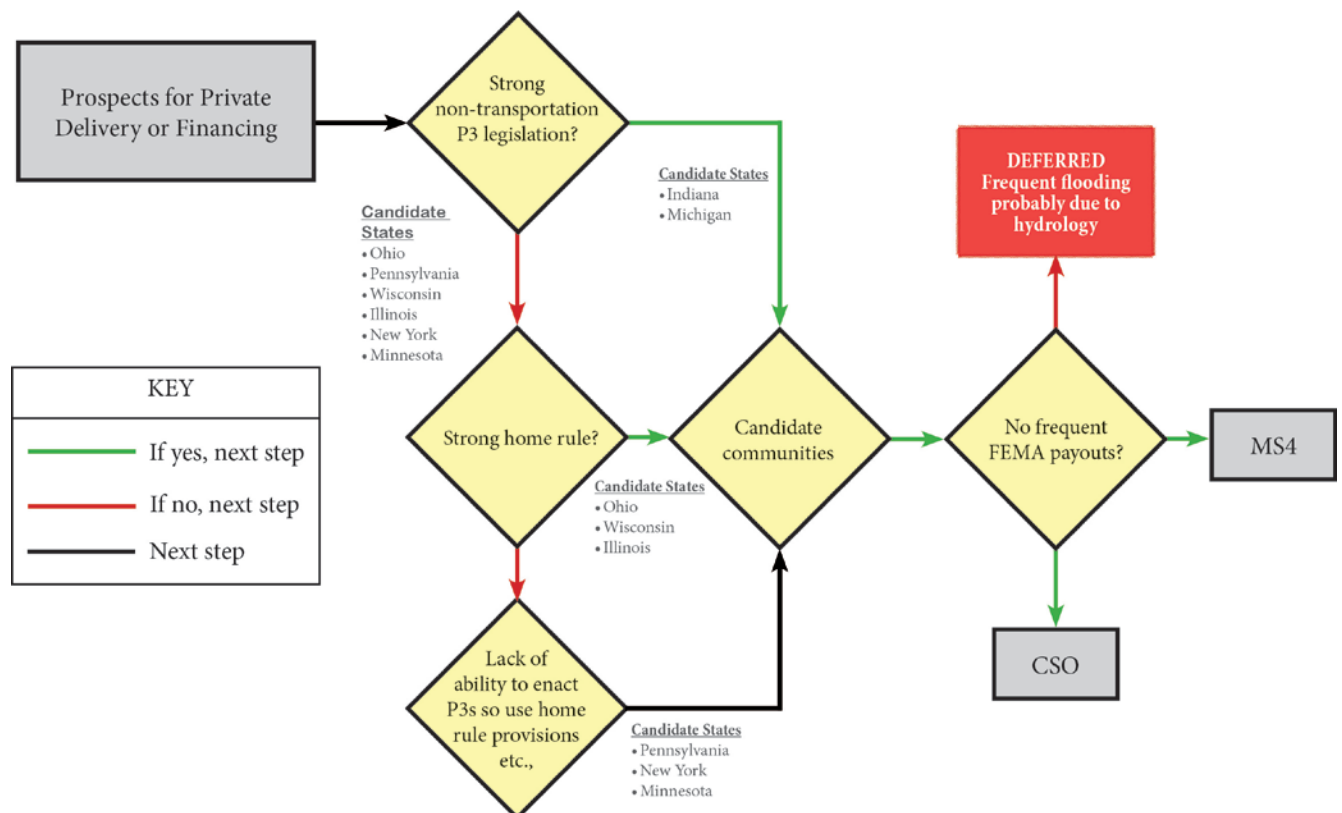 Prospects for Private
Delivery or Financing
Strong
non-transportation
P3 legislation?
Candidate States
• Indiana
• Michigan
Candidate
States
• Ohio
• Pennsylvania
• Wisconsin
• Illinois
• New York
• Minnesota
DEFERRED
Frequent flooding
probably due to
hydrology
KEY
If yes, next step
If no, next step
Next step
Strong home rule?
Candidate States
• Ohio
• Wisconsin
• Illinois
Candidate
communities
No frequent
FEMA payouts?
MS4
CSO
Lack of
ability to enact
P3s so use home
rule provisions
etc.,
Candidate States
• Pennsylvania
• New York
• Minnesota